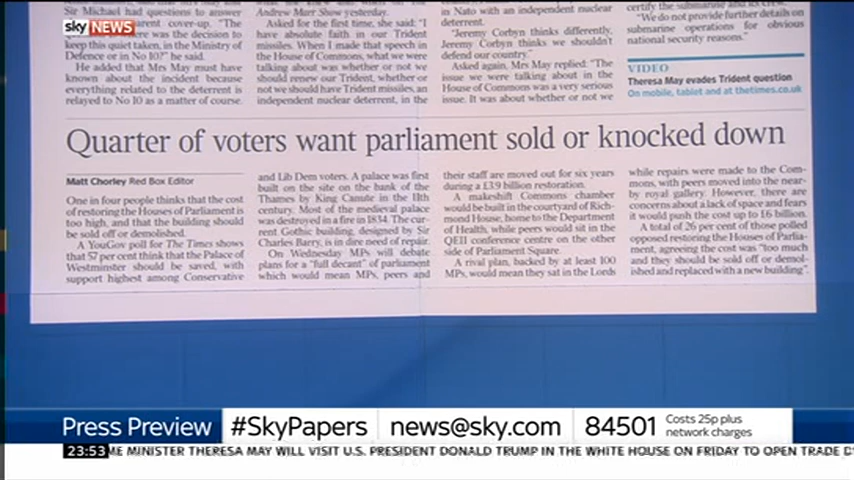 Sir Michael had questions to answer
parent cover-up. "The
ere was the decision to
keep this quiet taken, in the Ministry of
Defence or in No 10?" he said.
He added that Mrs May must have
known about the incident because
everything related to the deterrent is
relayed to No 10 as a matter of course.
Andrew Marr Show yesterday.
Asked for the first time, she said: "I
have absolute faith in our Trident
missiles. When I made that speech in
the House of Commons, what we were
talking about was whether or not we
should renew our Trident, whether or
not we should have Trident missiles, an
independent nuclear deterrent, in the
in Nato with an independent nuclear
deterrent.
"Jeremy Corbyn thinks differently,
Jeremy Corbyn thinks we shouldn't
defend our country."
Asked again, Mrs May replied: "The
issue we were talking about in the
House of Commons was a very serious
issue. It was about whether or not we
certify the submarine and its crew.
"We do not provide further details on
submarine operations for obvious
national security reasons."
VIDEO
Theresa May evades Trident question
On mobile, tablet and at thetimes.co.uk
sky NEWS
Quarter of voters want parliament sold or knocked down
Matt Chorley Red Box Editor
One in four people thinks that the cost
of restoring the Houses of Parliament is
too high, and that the building should
be sold off or demolished.
A YouGov poll for The Times shows
that 57 per cent think that the Palace of
Westminster should be saved, with
support highest among Conservative
and Lib Dem voters. A palace was first
built on the site on the bank of the
Thames by King Canute in the 11th
century. Most of the medieval palace
was destroyed in a fire in 1834. The cur-
rent Gothic building, designed by Sir
Charles Barry, is in dire need of repair.
On Wednesday MPs will debate
plans for a "full decant" of parliament
which would mean MPs, peers and
their staff are moved out for six years
during a £3.9 billion restoration.
A makeshift Commons chamber
would be built in the courtyard of Rich-
mond House, home to the Department
of Health, while peers would sit in the
QEII conference centre on the other
side of Parliament Square.
A rival plan, backed by at least 100
MPs, would mean they sat in the Lords
while repairs were made to the Com-
mons, with peers moved into the near-
by royal gallery. However, there are
concerns about a lack of space and fears
it would push the cost up to 16 billion.
A total of 26 per cent of those polled
opposed restoring the Houses of Parlia-
ment, agreeing the cost was "too much
and they should be sold off or demol-
ished and replaced with a new building".
Press Preview #SkyPapers news@sky.com 84501 Costs 25p plus
network charges
23:53 ME MINISTER THERESA MAY WILL VISIT U.S. PRESIDENT DONALD TRUMP IN THE WHITE HOUSE ON FRIDAY TO OPEN TRADE D